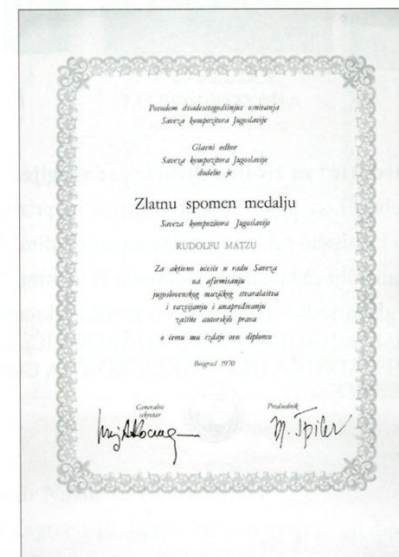 Povodom dvadesetogodišnjice osnivanja
Saveza kompozitora Jugoslavije
Glavni odbor
Saveza kompozitora Jugoslavije
dodelio je
Zlatnu spomen medalju
Saveza kompozitora Jugoslavije
RUDOLFU MATZU
Za aktivno učešće u radu Saveza
na afirmisanju
jugoslovenskog muzičkog stvaralaštva
i razvijanju i unapređivanju
zaštite autorskih prava
o čemu mu izdaje ovu diplomu
Beograd 1970
Generalni
sekretar
Predsednik
M. Špiler